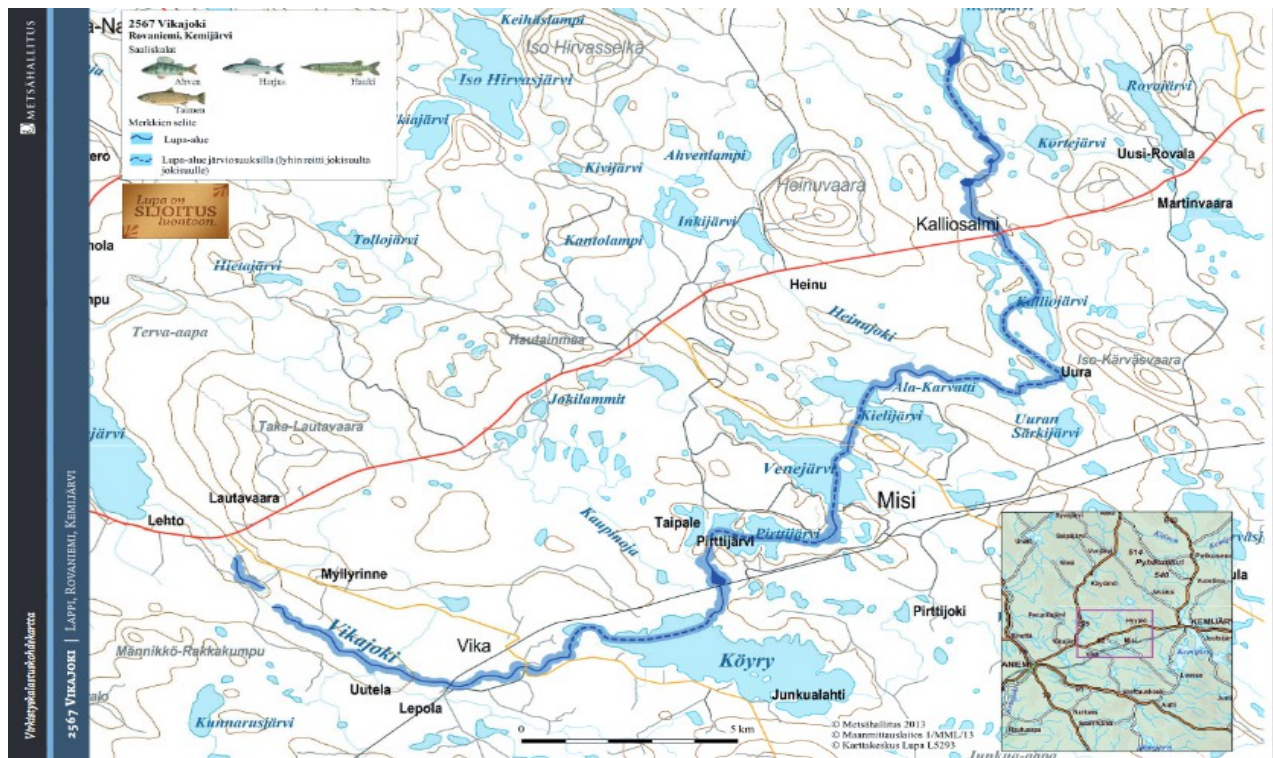 METSÄHALLITUS
2567 VIKAJOKI | LAPPI, ROVANIEMI, KEMIJÄRVI
Virkistyskalastuskohdekartta
2567 Vikajoki
Rovaniemi, Kemijärvi
Saaliskalat
Ahven
Harjus
Hauki
Taimen
Merkkien selite
Lupa-alue
Lupa-alue järviosuuksilla (lyhin reitti jokisuulta
jokisuulle)
Lupa on
SIJOITUS
luontoon.
Keihäslampi
Iso Hirvasselkä
Iso Hirvasjärvi
Rovajärvi
Kortejärvi
Uusi-Rovala
Ahvenlampi
Kivijärvi
Heinuvaara
Martinvaara
Inkijärvi
Kalliosalmi
Kantolampi
Tollojärvi
Hietajärvi
Heinu
Kalliojärvi
Heinujoki
Terva-aapa
Hautainmaa
Iso-Kärväsvaara
Uura
Ala-Karvatti
Jokilammit
Kielijärvi
Uuran
Särkijärvi
Taka-Lautavaara
järvi
Venejärvi
Misi
Lautavaara
Lehto
Kaupinoja
Taipale
Pirttijärvi
Pirttijärvi
Myllyrinne
Pirttijoki
Vikajoki
Vika
Männikkö-Rakkakumpu
Köyry
Uutela
Junkualahti
Lepola
Kunnarusjärvi
0
5 km
© Metsähallitus 2013
© Maanmittauslaitos 1/MML/13
© Karttakeskus Lupa L5293
KEMIJÄR
ANIEMI